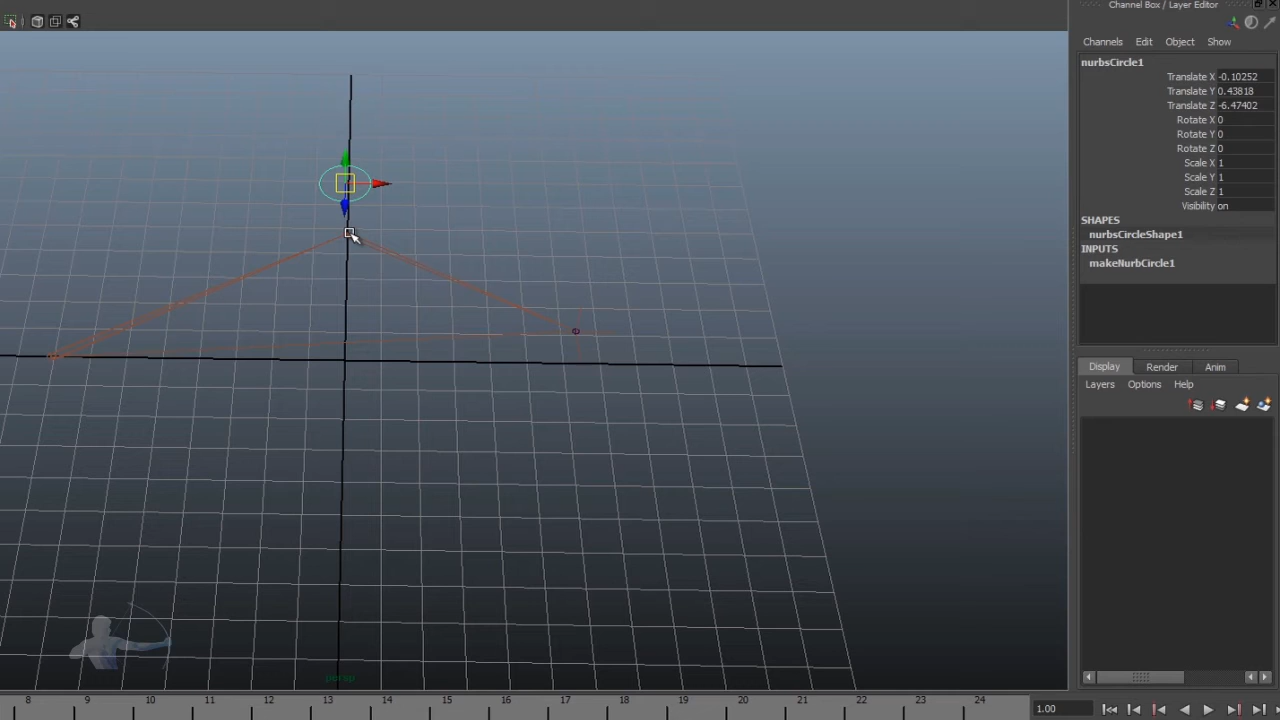 Channel Box / Layer Editor
Channels Edit Object Show
nurbsCircle1
Translate X -0.10252
Translate Y 0.43818
Translate Z -6.47402
Rotate X 0
Rotate Y 0
Rotate Z 0
Scale X 1
Scale Y 1
Scale Z 1
Visibility on
SHAPES
nurbsCircleShape1
INPUTS
makeNurbCircle1
Display Render Anim
Layers Options Help
persp
8 9 10 11 12 13 14 15 16 17 18 19 20 21 22 23 24
1.00